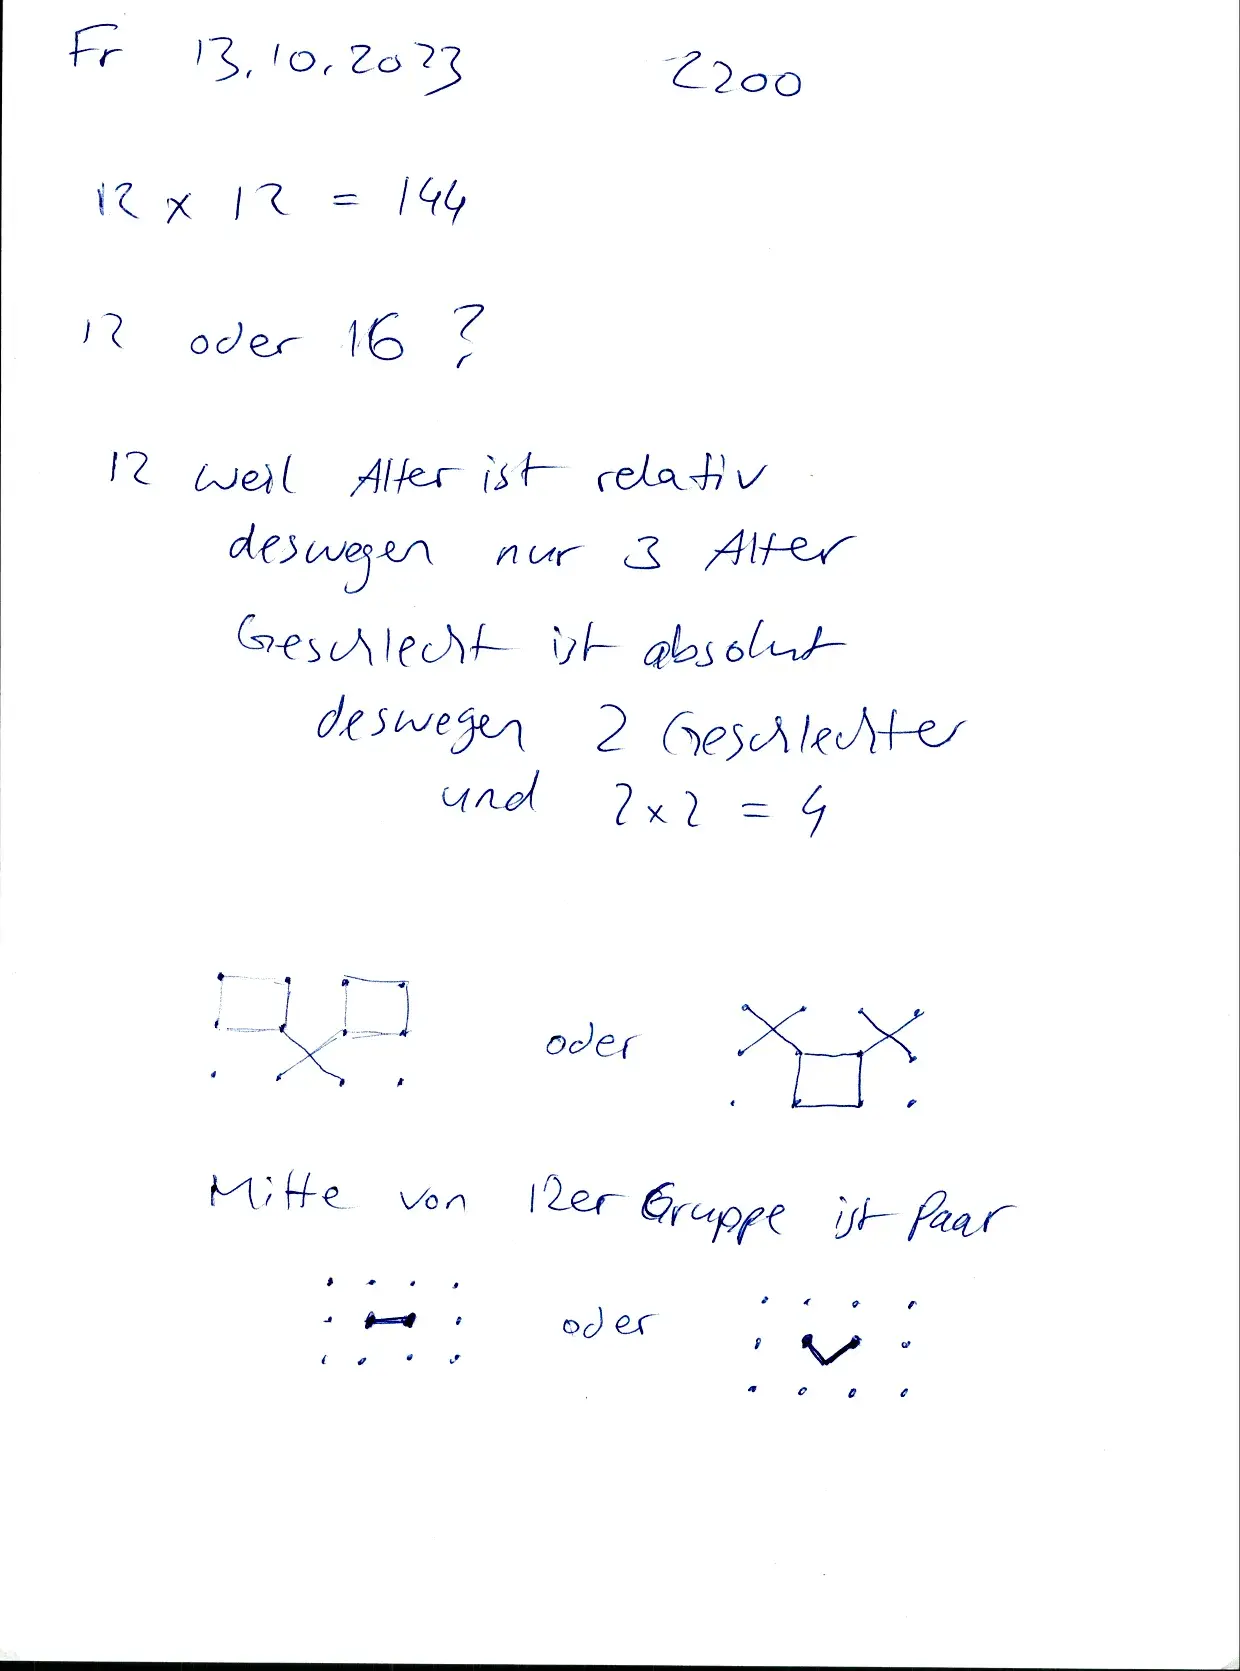 Fr 13.10.2023 2200
12 x 12 = 144
12 oder 16 ?
12 weil Alter ist relativ
deswegen nur 3 Alter
Geschlecht ist absolut
deswegen 2 Geschlechter
und 2 x 2 = 4
oder
Mitte von 12er Gruppe ist Paar
oder